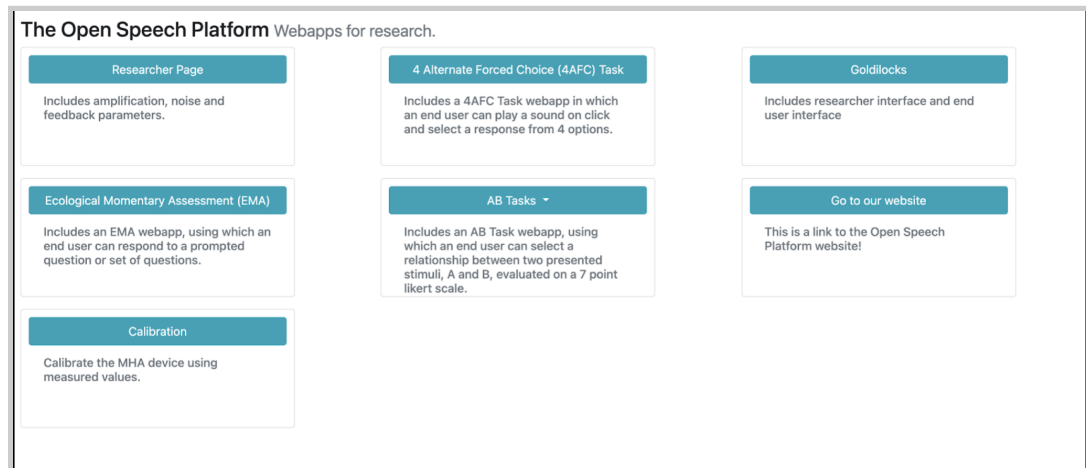 The Open Speech Platform Webapps for research.
Researcher Page
Includes amplification, noise and
feedback parameters.
4 Alternate Forced Choice (4AFC) Task
Includes a 4AFC Task webapp in which
an end user can play a sound on click
and select a response from 4 options.
Goldilocks
Includes researcher interface and end
user interface
Ecological Momentary Assessment (EMA)
Includes an EMA webapp, using which an
end user can respond to a prompted
question or set of questions.
AB Tasks
Includes an AB Task webapp, using
which an end user can select a
relationship between two presented
stimuli, A and B, evaluated on a 7 point
likert scale.
Go to our website
This is a link to the Open Speech
Platform website!
Calibration
Calibrate the MHA device using
measured values.